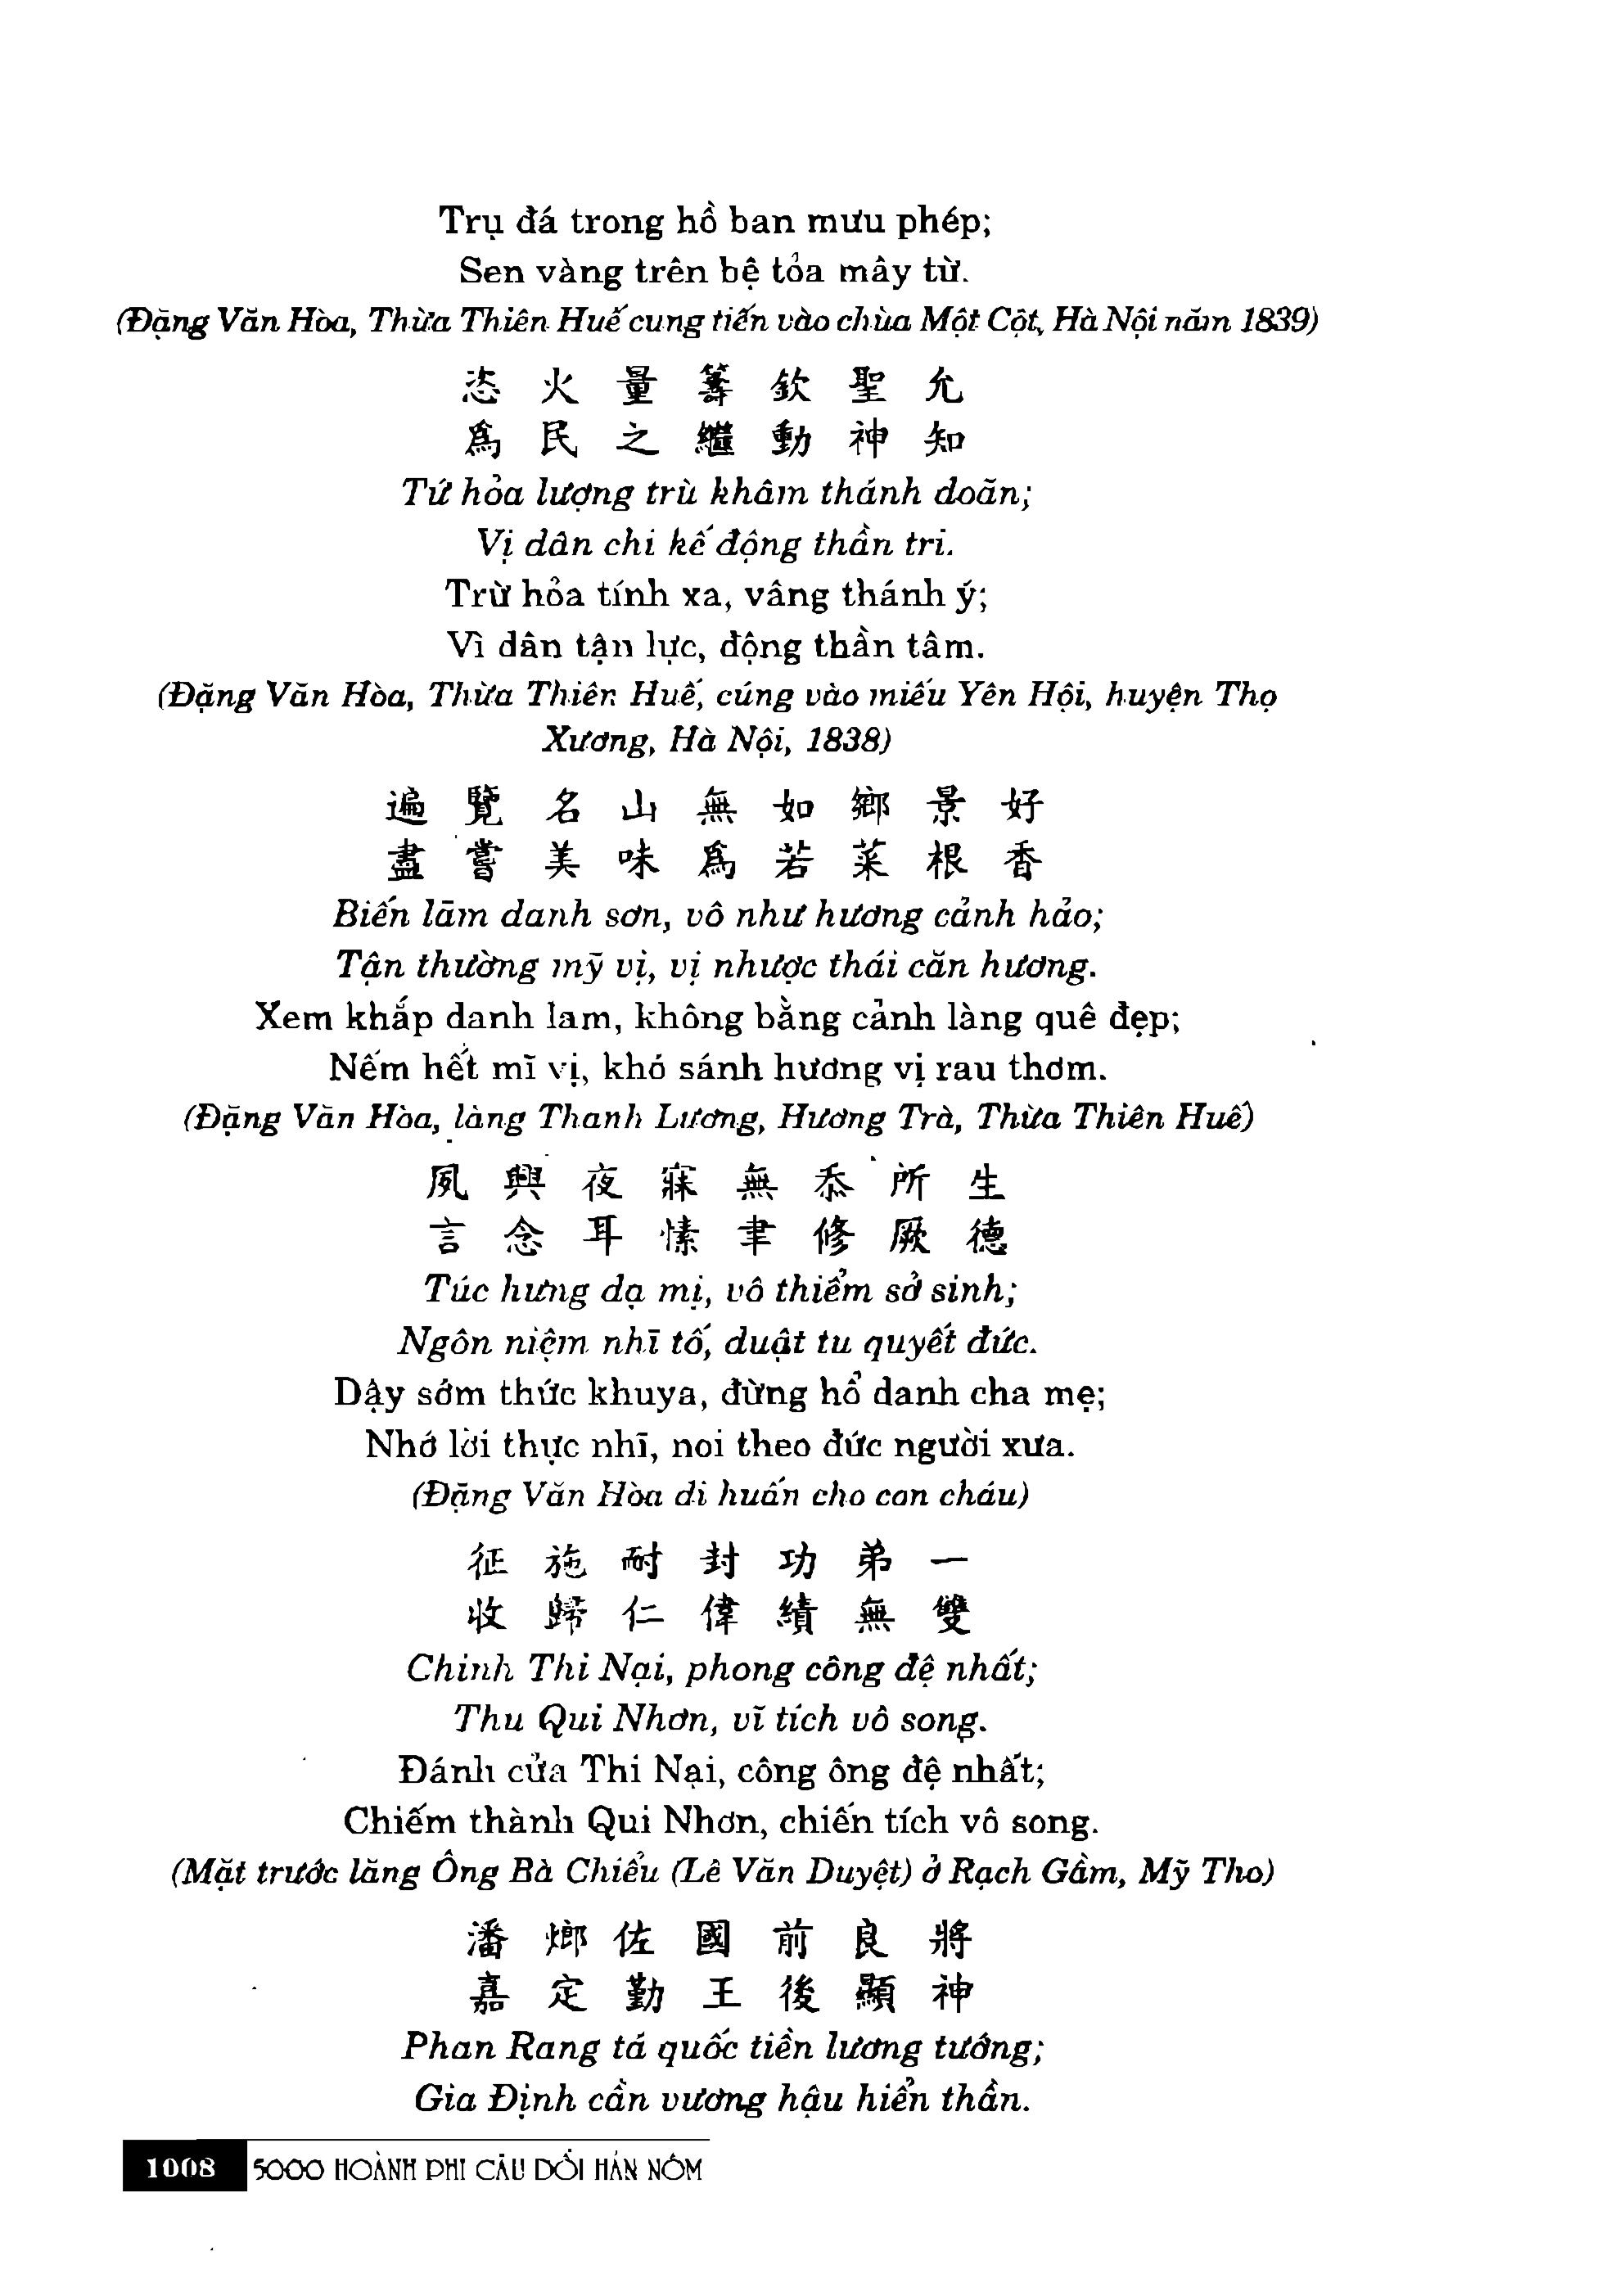 Trụ đá trong hồ ban mưu phép;
Sen vàng trên bệ tỏa mây từ.
(Đặng Văn Hòa, Thừa Thiên Huế cung tiến vào chùa Một Cột, Hà Nội năm 1839)
恣火量籌欽聖允
爲民之繼動神知
Tứ hỏa lượng trù khâm thánh doãn;
Vị dân chi kế động thần tri.
Trừ hỏa tính xa, vâng thánh ý;
Vì dân tận lực, động thần tâm.
(Đặng Văn Hòa, Thừa Thiên Huế, cúng vào miếu Yên Hội, huyện Thọ
Xương, Hà Nội, 1838)
遍覽名山無如鄉景好
盡嘗美味爲若菜根香
Biến lãm danh sơn, vô như hương cảnh hảo;
Tận thường mỹ vị, vị nhược thái căn hương.
Xem khắp danh lam, không bằng cảnh làng quê đẹp;
Nếm hết mĩ vị, khó sánh hương vị rau thơm.
(Đặng Văn Hòa, làng Thanh Lương, Hương Trà, Thừa Thiên Huế)
夙興夜寐無忝所生
言念耳愫聿修厥德
Túc hưng dạ mị, vô thiểm sở sinh;
Ngôn niệm nhĩ tố, duật tu quyết đức.
Dậy sớm thức khuya, đừng hổ danh cha mẹ;
Nhớ lời thực nhĩ, noi theo đức người xưa.
(Đặng Văn Hòa di huấn cho con cháu)
征施耐封功弟一
收歸仁偉績無雙
Chinh Thi Nại, phong công đệ nhất;
Thu Qui Nhơn, vĩ tích vô song.
Đánh cửa Thi Nại, công ông đệ nhất;
Chiếm thành Qui Nhơn, chiến tích vô song.
(Mặt trước lăng Ông Bà Chiểu (Lê Văn Duyệt) ở Rạch Gầm, Mỹ Tho)
潘榔佐國前良將
嘉定勤王後顯神
Phan Rang tá quốc tiền lương tướng;
Gia Định cần vương hậu hiển thần.
1008 5000 HOÀNH PHI CÂU ĐỐI HÁN NÔM